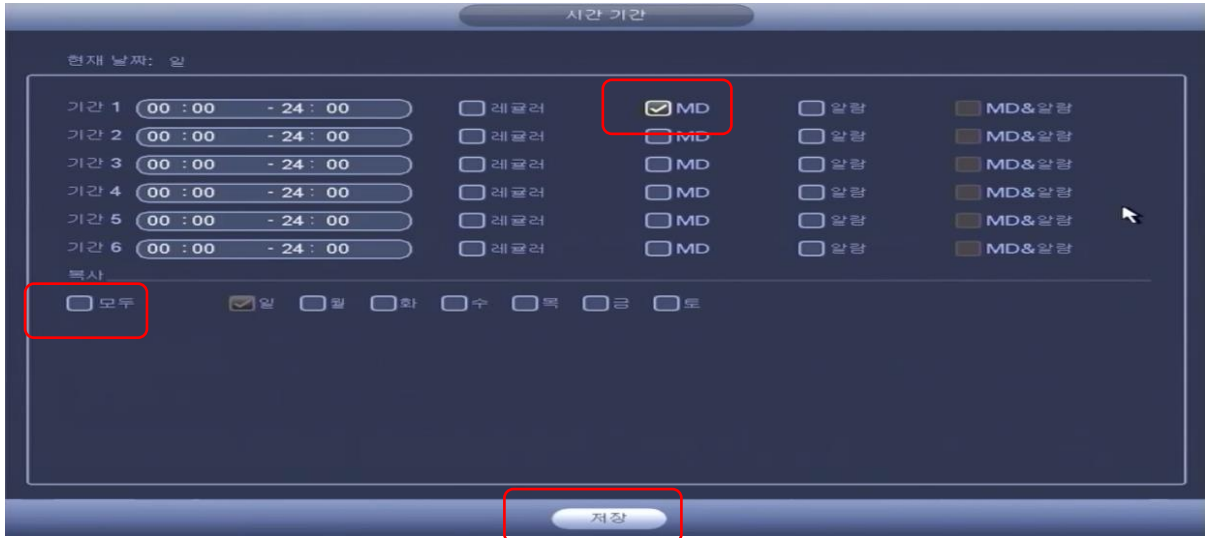 시간 기간
현재 날짜: 일
기간 1 00 :00 - 24 : 00 레귤러 MD 알람 MD&알람
기간 2 00 :00 - 24 : 00 레귤러 MD 알람 MD&알람
기간 3 00 :00 - 24 : 00 레귤러 MD 알람 MD&알람
기간 4 00 :00 - 24 : 00 레귤러 MD 알람 MD&알람
기간 5 00 :00 - 24 : 00 레귤러 MD 알람 MD&알람
기간 6 00 :00 - 24 : 00 레귤러 MD 알람 MD&알람
복사
모두 일 월 화 수 목 금 토
저장